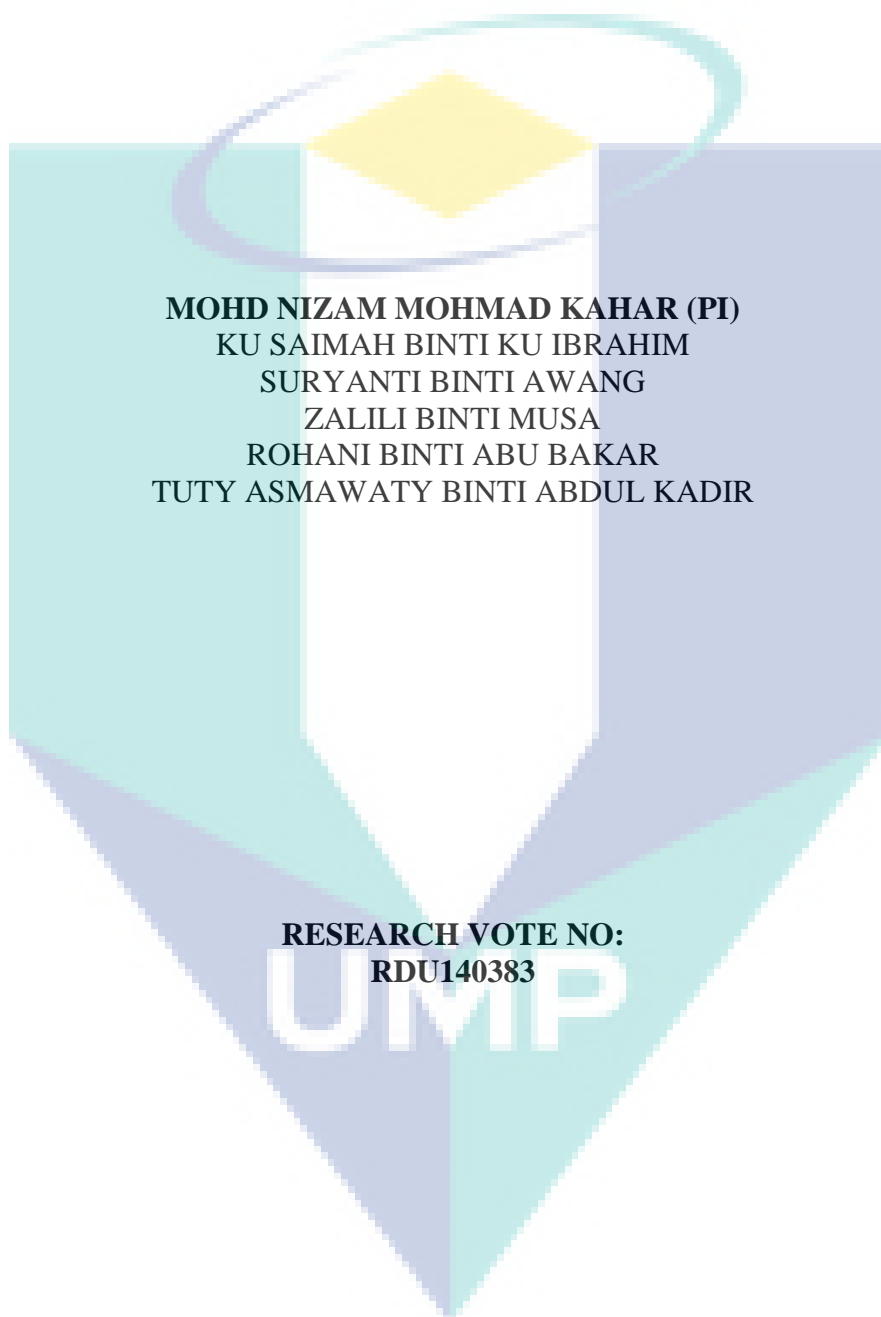 MOHD NIZAM MOHMAD KAHAR (PI)
KU SAIMAH BINTI KU IBRAHIM
SURYANTI BINTI AWANG
ZALILI BINTI MUSA
ROHANI BINTI ABU BAKAR
TUTY ASMAWATY BINTI ABDUL KADIR
RESEARCH VOTE NO:
RDU140383
UMP